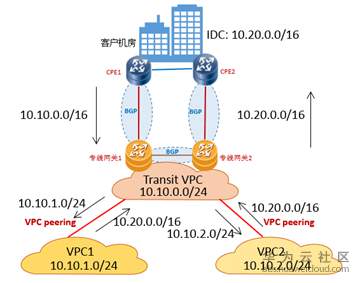 客户机房
IDC: 10.20.0.0/16
CPE1
CPE2
10.10.0.0/16
BGP
BGP
10.20.0.0/16
专线网关1
BGP
专线网关2
Transit VPC
10.10.0.0/24
10.10.1.0/24
10.20.0.0/16
VPC peering
10.20.0.0/16
10.10.2.0/24
VPC peering
VPC1
10.10.1.0/24
VPC2
10.10.2.0/24
华为云社区
bbs.huaweicloud.com